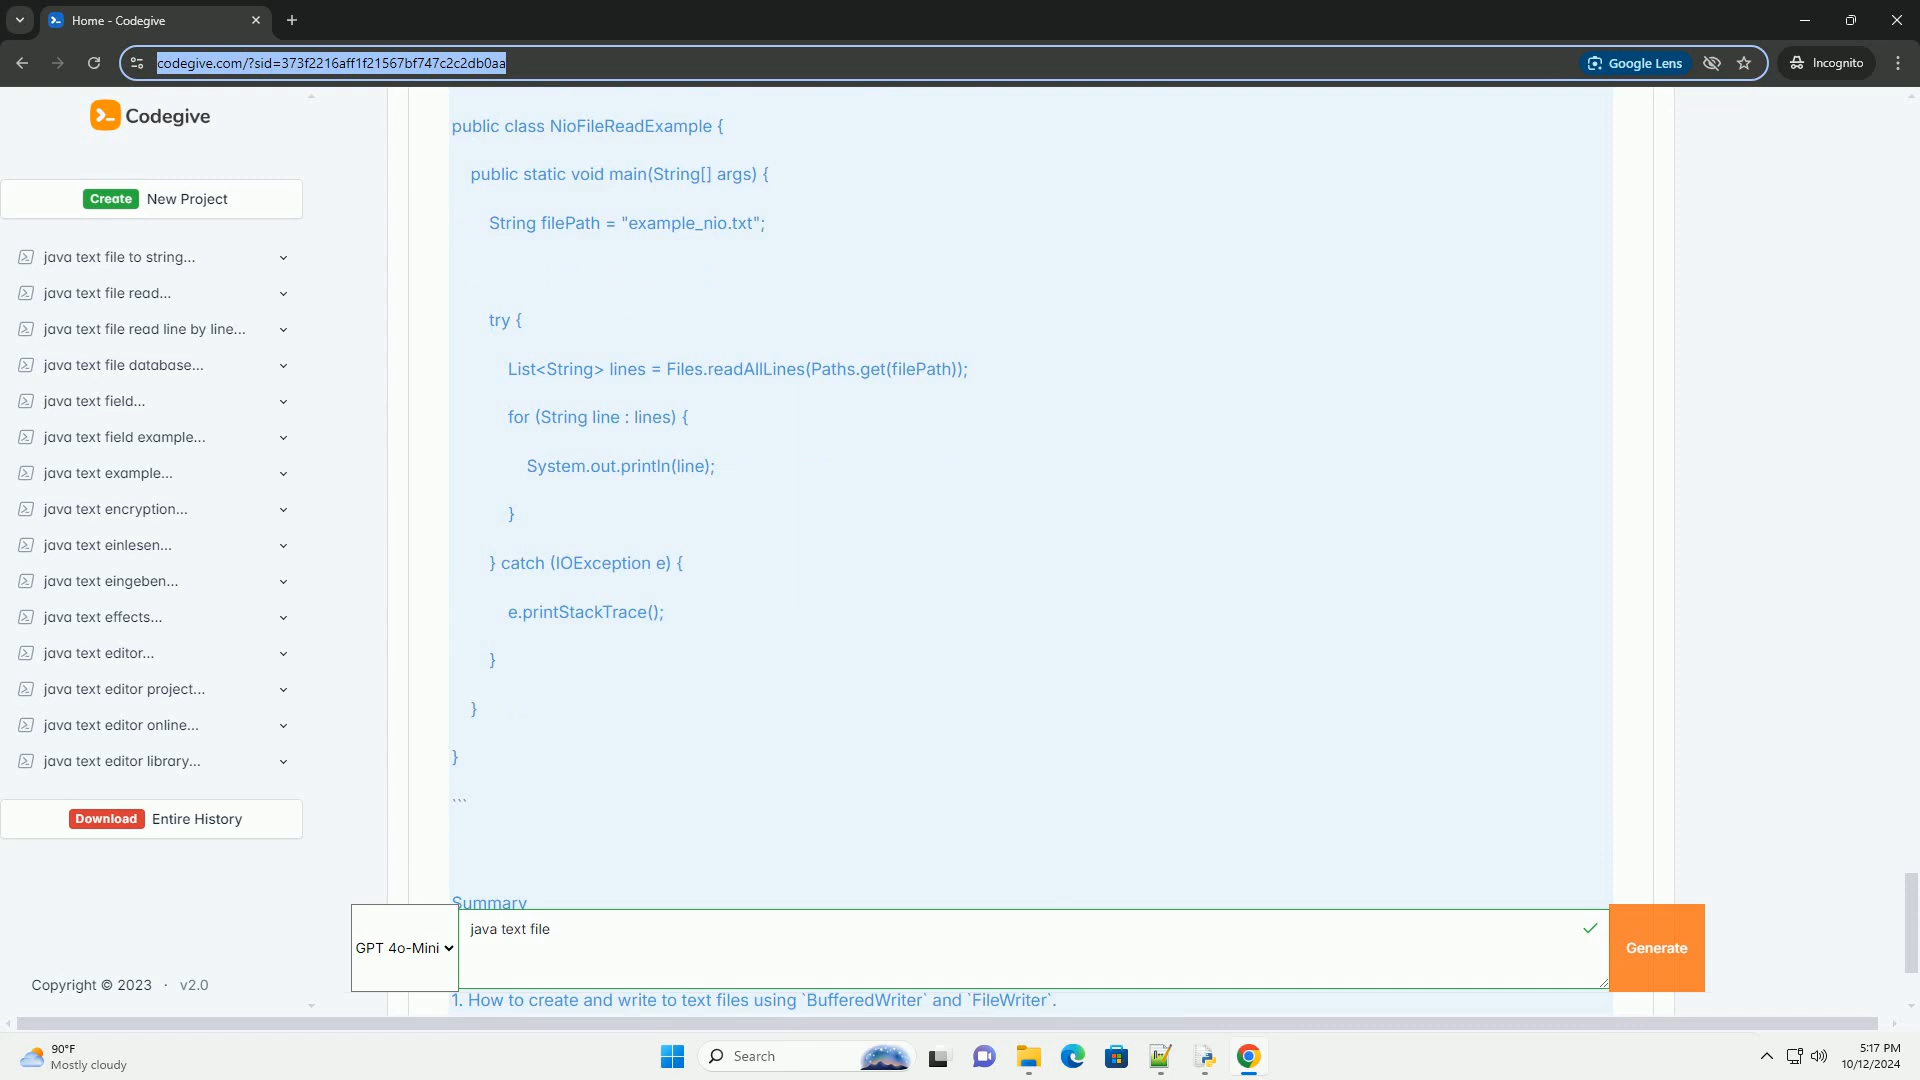 Home - Codegive
codegive.com/?sid=373f2216aff1f21567bf747c2c2db0aa
Google Lens
Incognito
Codegive
Create New Project
java text file to string...
java text file read...
java text file read line by line...
java text file database...
java text field...
java text field example...
java text example...
java text encryption...
java text einlesen...
java text eingeben...
java text effects...
java text editor...
java text editor project...
java text editor online...
java text editor library...
Download Entire History
Copyright © 2023 · v2.0
public class NioFileReadExample {
public static void main(String[] args) {
String filePath = "example_nio.txt";
try {
List<String> lines = Files.readAllLines(Paths.get(filePath));
for (String line : lines) {
System.out.println(line);
}
} catch (IOException e) {
e.printStackTrace();
}
}
}
```
Summary
GPT 4o-Mini
java text file
Generate
1. How to create and write to text files using `BufferedWriter` and `FileWriter`.
90°F
Mostly cloudy
Search
5:17 PM
10/12/2024